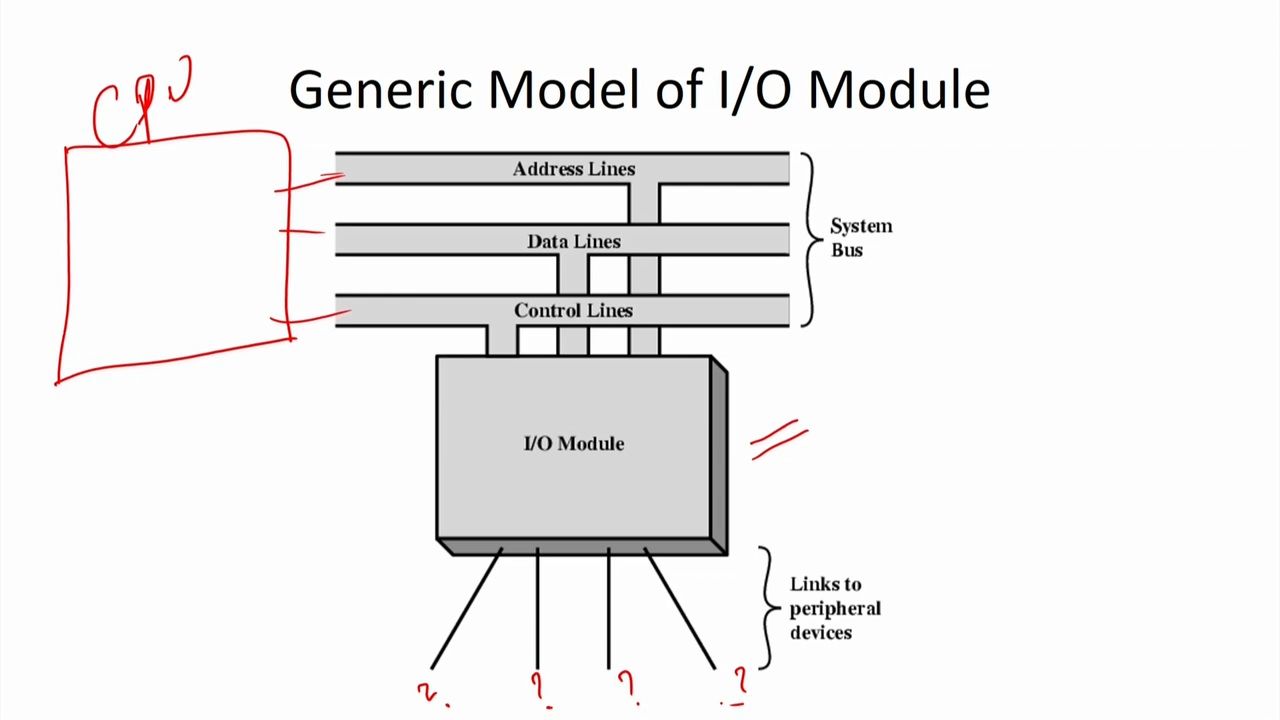 CPU
Generic Model of I/O Module
Address Lines
Data Lines
Control Lines
System
Bus
I/O Module
Links to
peripheral
devices
? ? ? ?